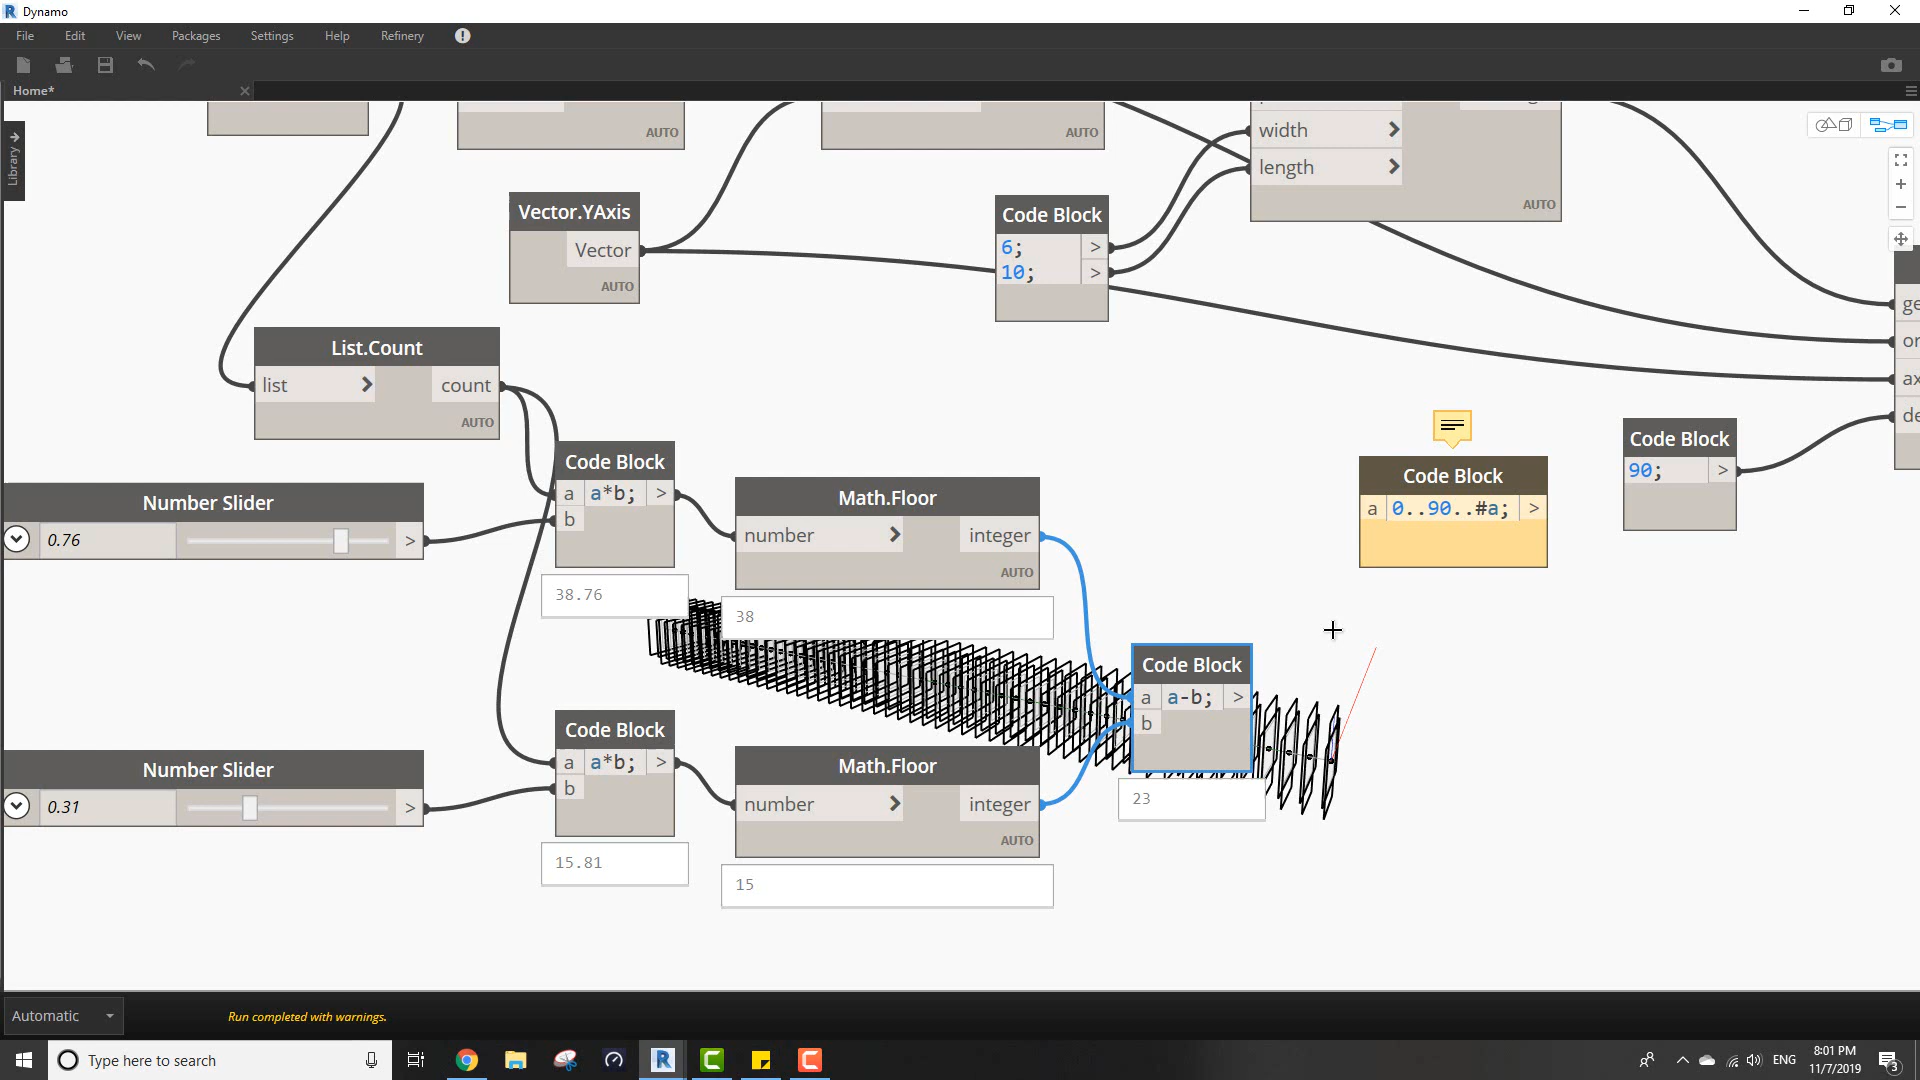 Dynamo
File Edit View Packages Settings Help Refinery
Home*
Library
AUTO
AUTO
width
length
AUTO
Vector.YAxis
Vector
AUTO
Code Block
6; >
10; >
ge
or
ax
de
List.Count
list count
AUTO
Code Block
90; >
Code Block
a 0..90..#a; >
Number Slider
0.76 >
Code Block
a a*b; >
b
38.76
Math.Floor
number integer
AUTO
38
Code Block
a a-b; >
b
23
Number Slider
0.31 >
Code Block
a a*b; >
b
15.81
Math.Floor
number integer
AUTO
15
Automatic
Run completed with warnings.
Type here to search
ENG
8:01 PM
11/7/2019
3